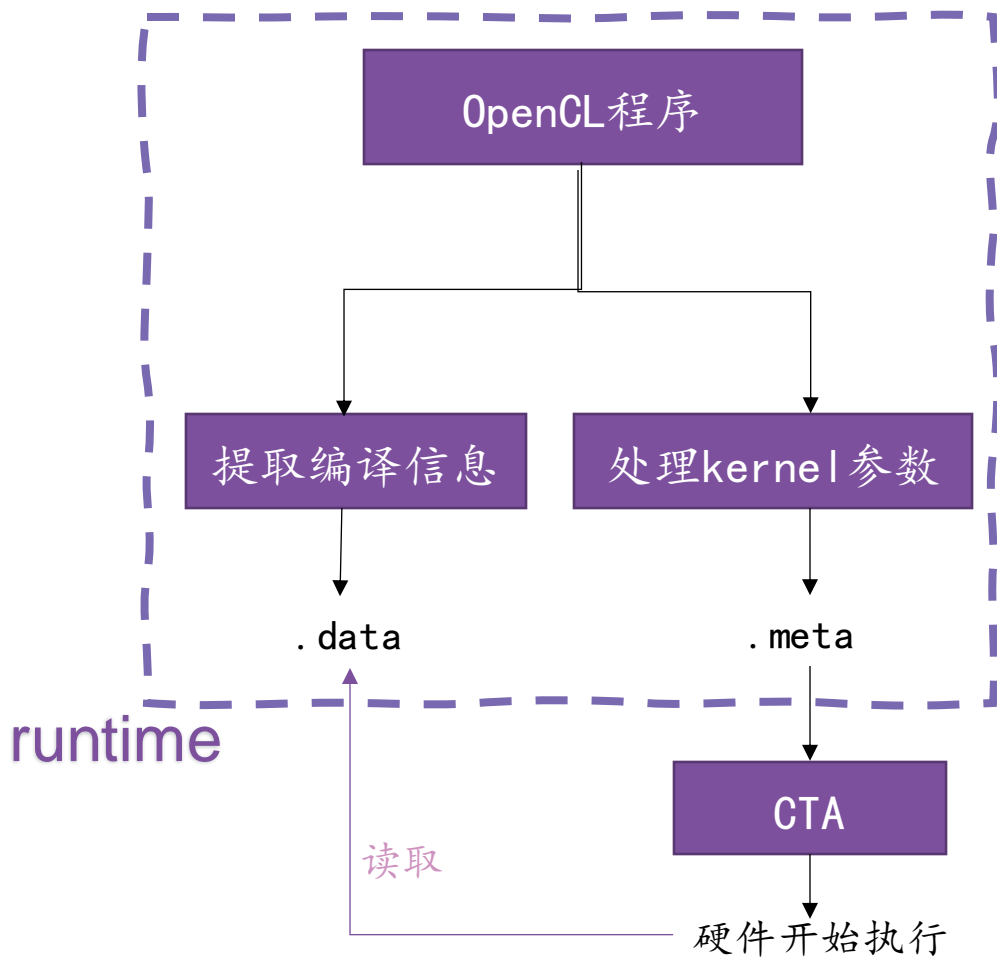 OpenCL程序
提取编译信息
处理kernel参数
.data
.meta
runtime
CTA
读取
硬件开始执行